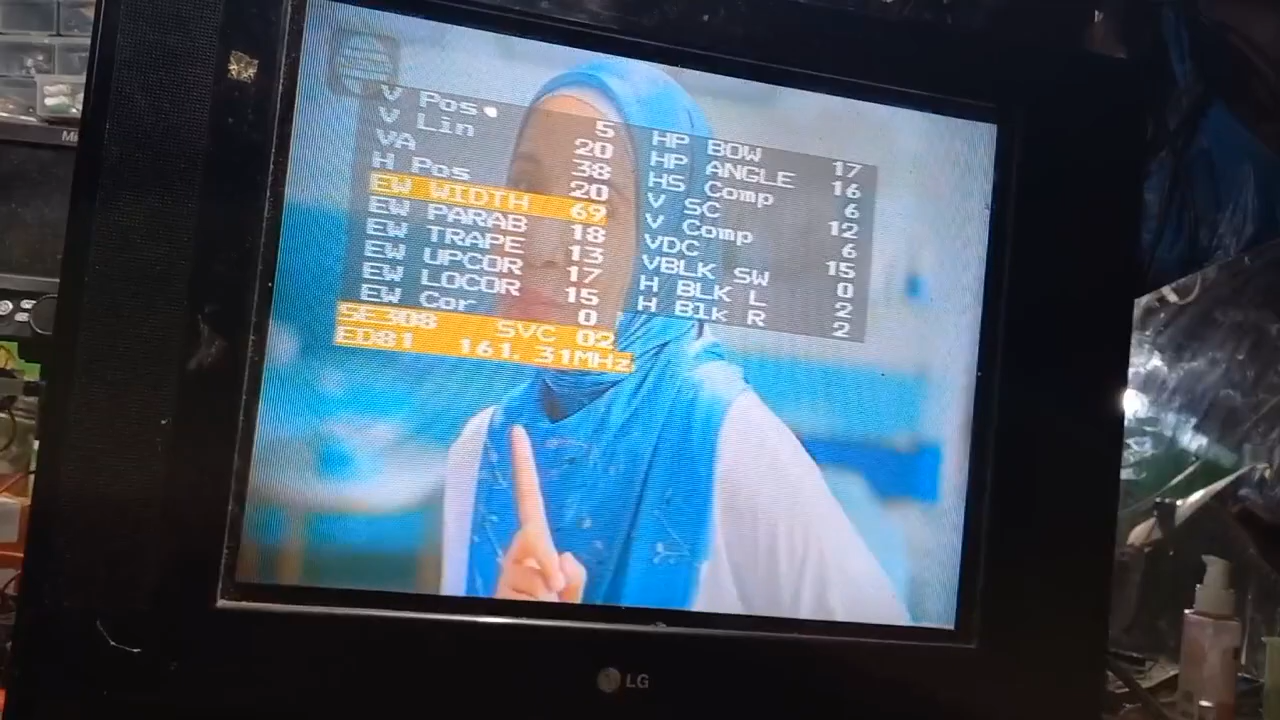 V Pos 5 HP BOW 17
V Lin 20 HP ANGLE 16
VA 38 HS Comp 6
H Pos 20 V SC 12
EW WIDTH 69 V Comp 6
EW PARAB 18 VDC 15
EW TRAPE 13 VBLK SW 0
EW UPCOR 17 H BLK L 2
EW LOCOR 15 H Blk R 2
EW Cor 0
SF308 SVC 02
ED81 161.31MHz
LG